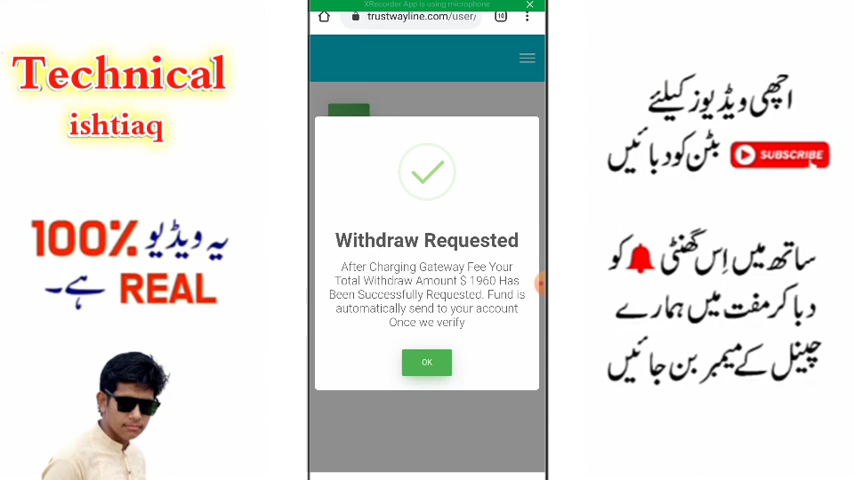 XRecorder App is using microphone
trustwayline.com/user/
10
Technical
ishtiaq
یہ ویڈیو 100%
REAL ہے۔
Withdraw Requested
After Charging Gateway Fee Your
Total Withdraw Amount $ 1960 Has
Been Successfully Requested. Fund is
automatically send to your account
Once we verify
OK
اچھی ویڈیوز کیلئے
بٹن کو دبائیں SUBSCRIBE
ساتھ میں اِس گھنٹی کو
دبا کر مفت میں ہمارے
چینل کے میمبر بن جائیں